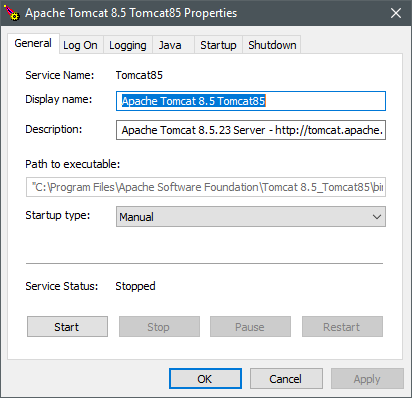 Apache Tomcat 8.5 Tomcat85 Properties
General Log On Logging Java Startup Shutdown
Service Name: Tomcat85
Display name: Apache Tomcat 8.5 Tomcat85
Description: Apache Tomcat 8.5.23 Server - http://tomcat.apache.
Path to executable:
"C:\Program Files\Apache Software Foundation\Tomcat 8.5_Tomcat85\bin
Startup type: Manual
Service Status: Stopped
Start Stop Pause Restart
OK Cancel Apply